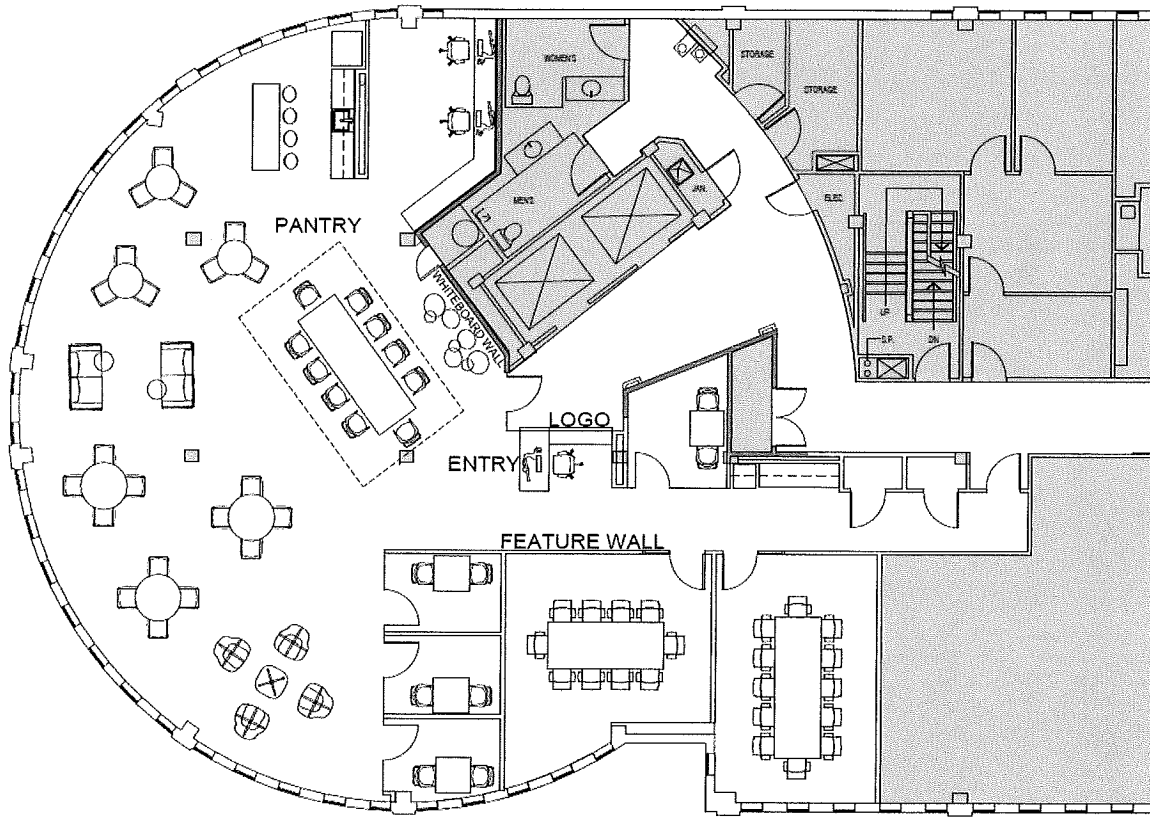 WOMEN'S
STORAGE
STORAGE
MEN'S
JAN.
ELEC.
PANTRY
WHITEBOARD WALL
UP
D.P.
DN
LOGO
ENTRY
FEATURE WALL